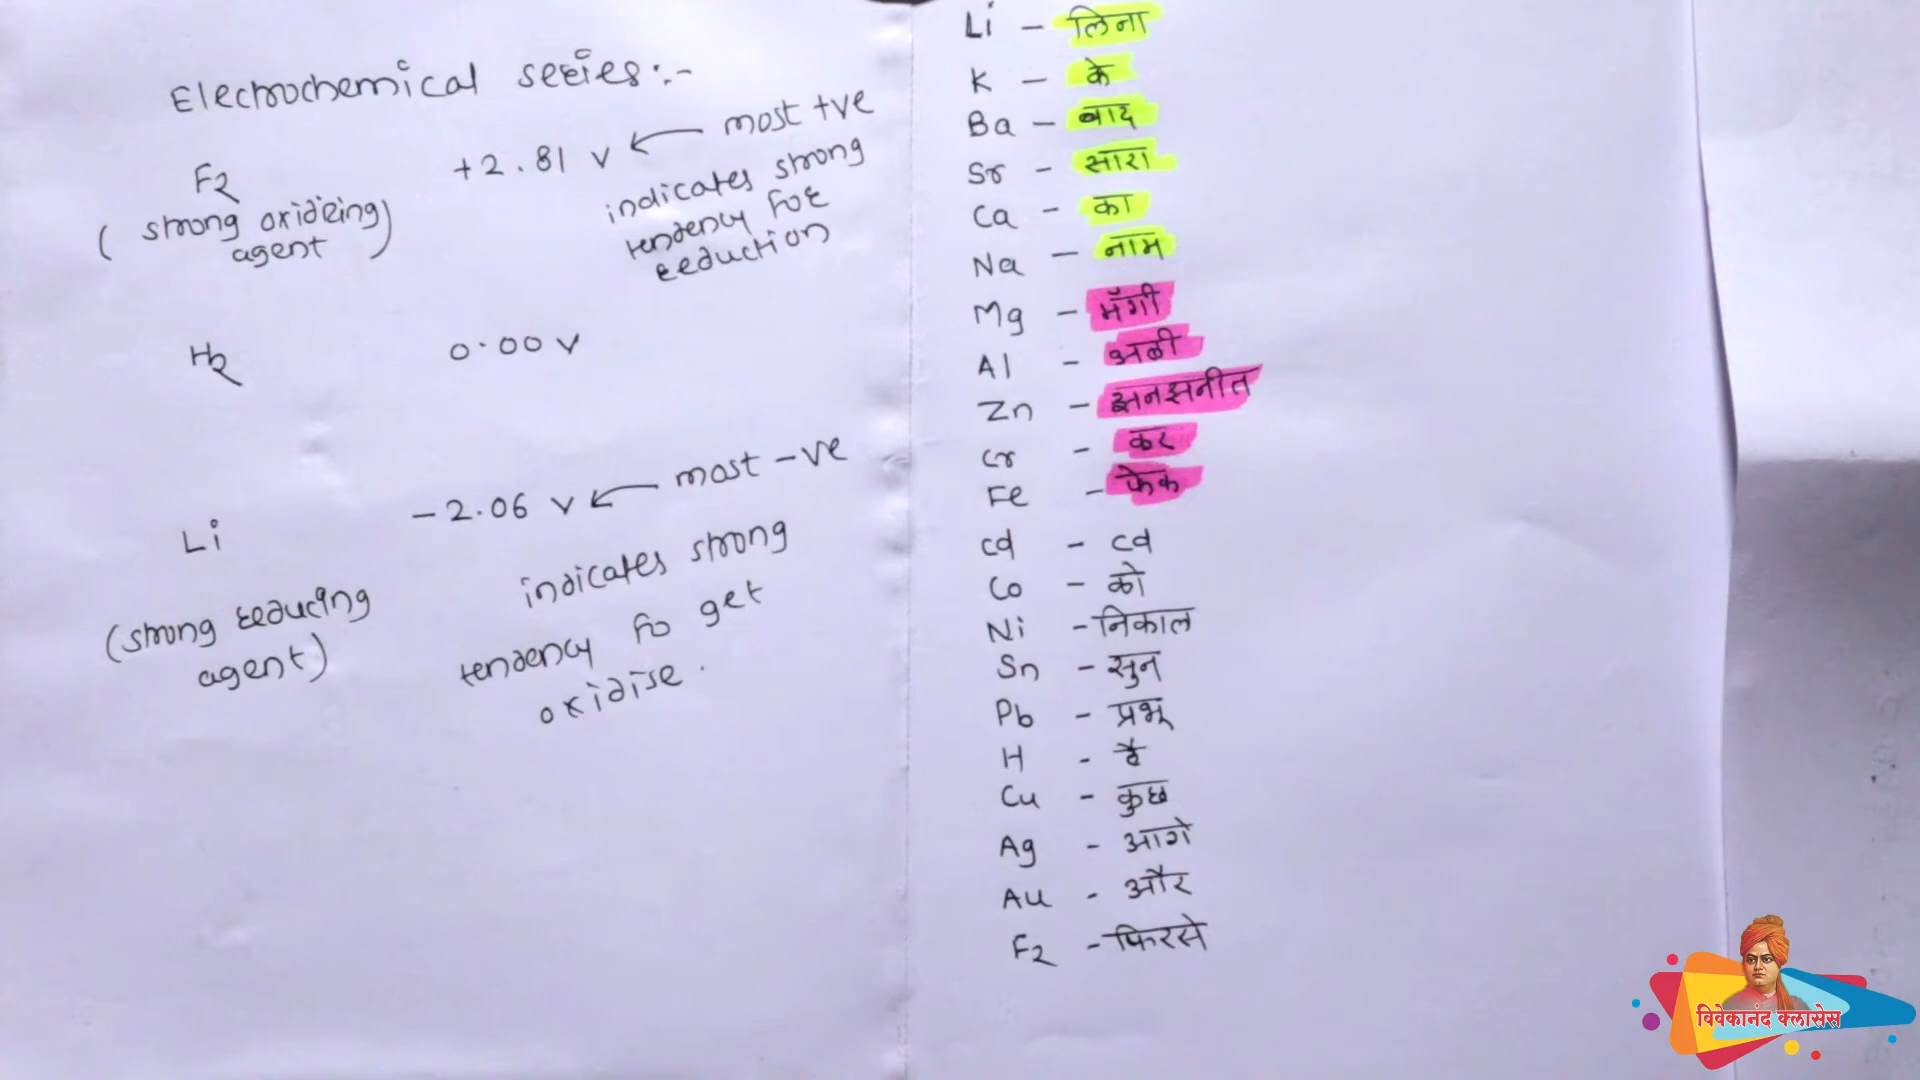 Electrochemical series:-
F2 +2.81 V ← most +ve
(strong oxidizing agent)
indicates strong
tendency for
reduction
H2 0.00 V
Li -2.06 V ← most -ve
(strong reducing
agent)
indicates strong
tendency to get
oxidise.
Li - लिना
K - के
Ba - बाद
Sr - सारा
Ca - का
Na - नाम
Mg - मॅगी
Al - अळी
Zn - झनझनीत
Cr - कर
Fe - फेक
Cd - Cd
Co - को
Ni - निकाल
Sn - सुन
Pb - प्रभू
H - है
Cu - कुछ
Ag - आगे
Au - और
F2 - फिरसे
विवेकानंद क्लासेस